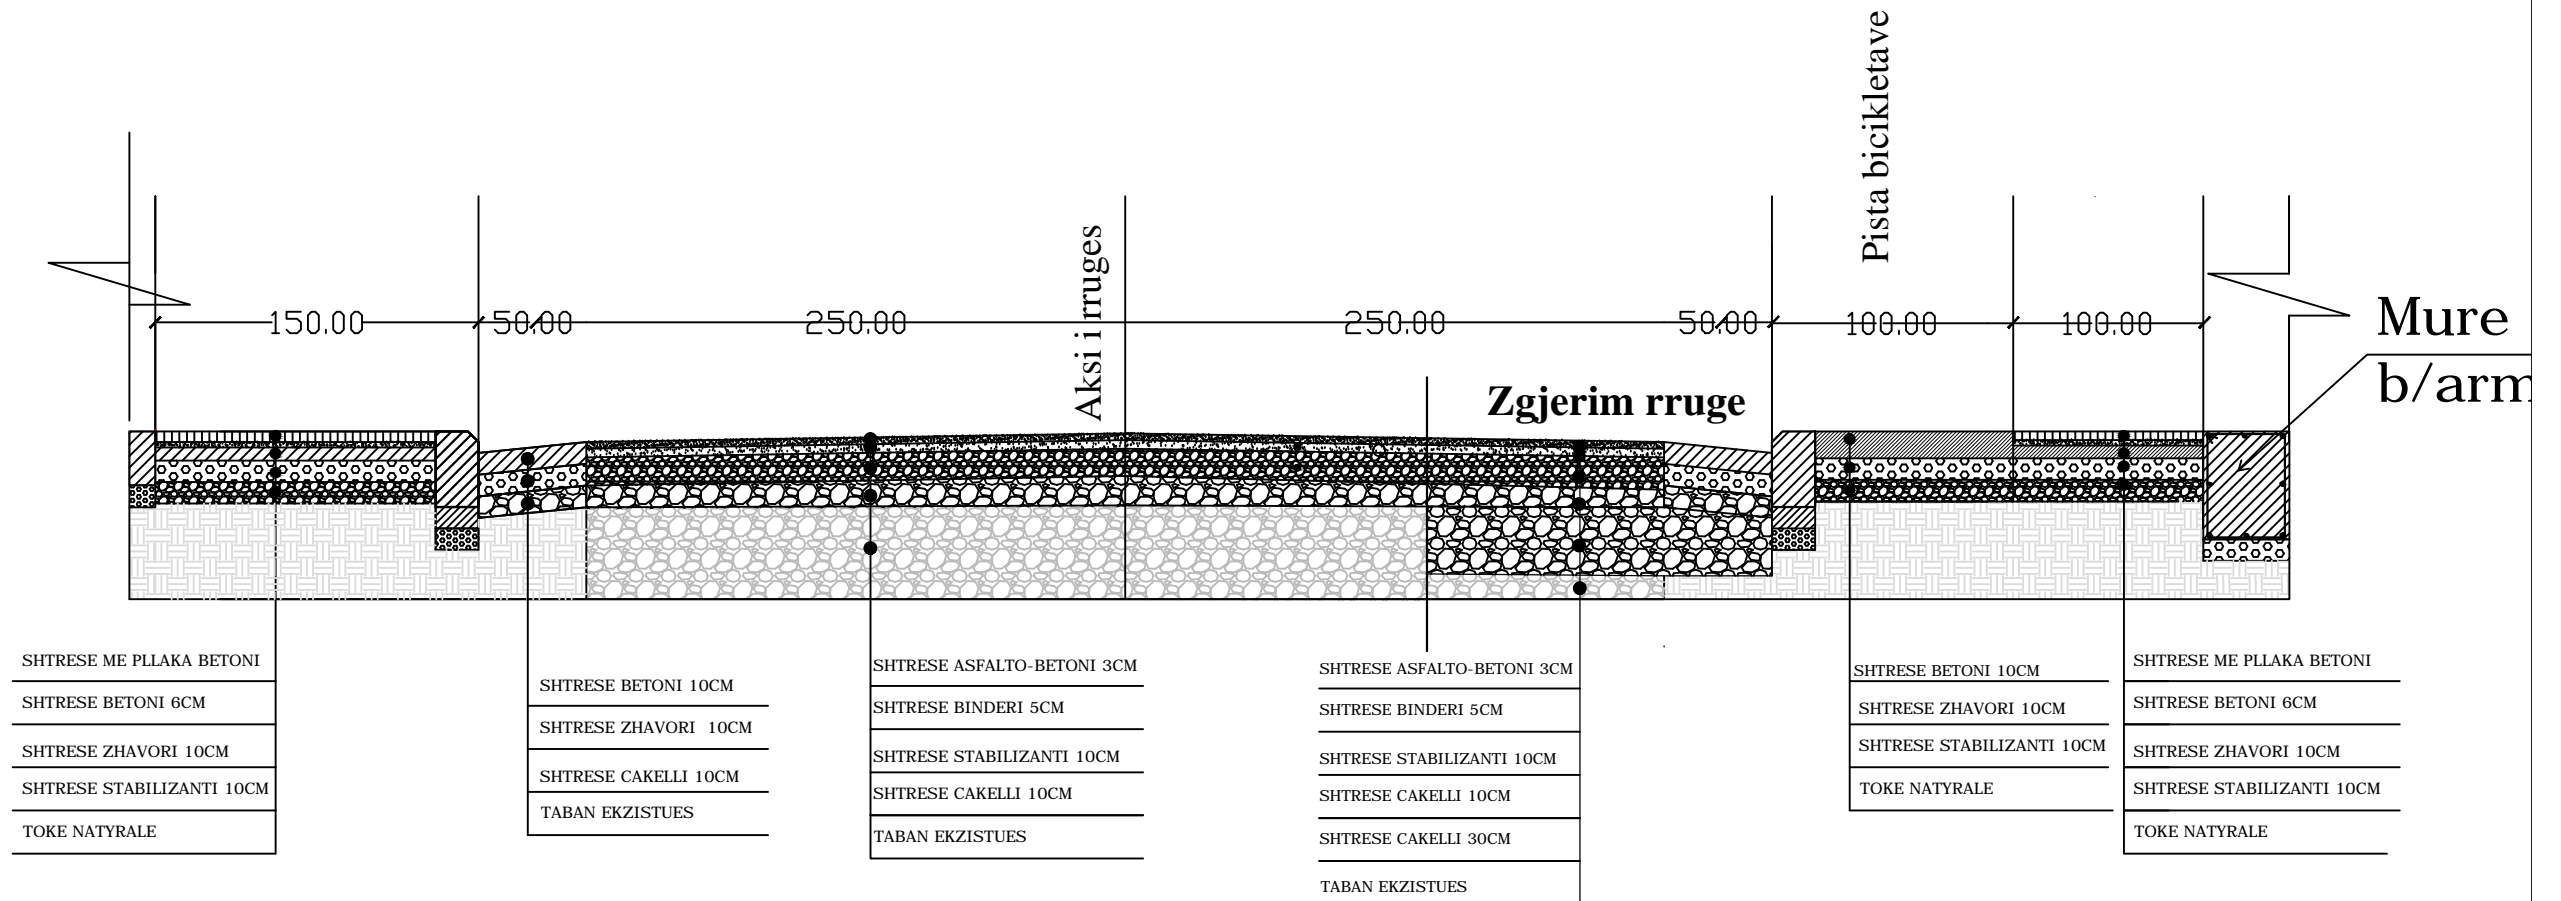 Pista bicikletave
Aksi i rruges
150.00
50.00
250.00
250.00
50.00
100.00
100.00
Mure
b/arm
Zgjerim rruge
SHTRESE ME PLLAKA BETONI
SHTRESE BETONI 6CM
SHTRESE ZHAVORI 10CM
SHTRESE STABILIZANTI 10CM
TOKE NATYRALE
SHTRESE BETONI 10CM
SHTRESE ZHAVORI 10CM
SHTRESE CAKELLI 10CM
TABAN EKZISTUES
SHTRESE ASFALTO-BETONI 3CM
SHTRESE BINDERI 5CM
SHTRESE STABILIZANTI 10CM
SHTRESE CAKELLI 10CM
TABAN EKZISTUES
SHTRESE ASFALTO-BETONI 3CM
SHTRESE BINDERI 5CM
SHTRESE STABILIZANTI 10CM
SHTRESE CAKELLI 10CM
SHTRESE CAKELLI 30CM
TABAN EKZISTUES
SHTRESE BETONI 10CM
SHTRESE ZHAVORI 10CM
SHTRESE STABILIZANTI 10CM
TOKE NATYRALE
SHTRESE ME PLLAKA BETONI
SHTRESE BETONI 6CM
SHTRESE ZHAVORI 10CM
SHTRESE STABILIZANTI 10CM
TOKE NATYRALE